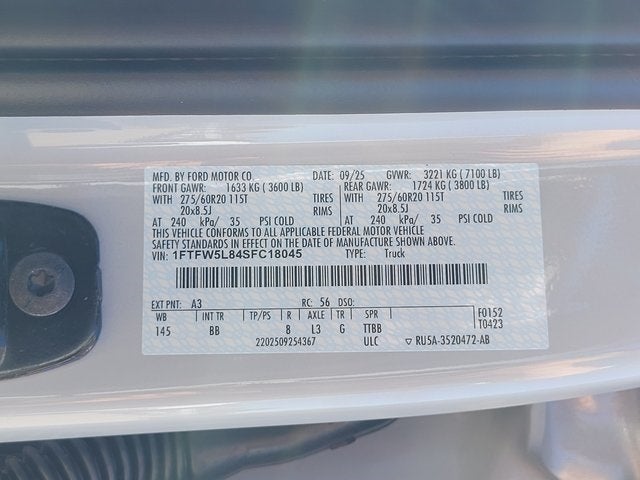 MFD. BY FORD MOTOR CO. DATE: 09/25 GVWR: 3221 KG ( 7100 LB)
FRONT GAWR: 1633 KG ( 3600 LB) REAR GAWR: 1724 KG ( 3800 LB)
WITH 275/60R20 115T TIRES WITH 275/60R20 115T TIRES
20x8.5J RIMS 20x8.5J RIMS
AT 240 kPa/ 35 PSI COLD AT 240 kPa/ 35 PSI COLD
THIS VEHICLE CONFORMS TO ALL APPLICABLE FEDERAL MOTOR VEHICLE
SAFETY STANDARDS IN EFFECT ON THE DATE OF MANUFACTURE SHOWN ABOVE.
VIN: 1FTFW5L84SFC18045 TYPE: Truck
EXT PNT: A3 RC: 56 DSO: F0152
WB INT TR TP/PS R AXLE TR SPR T0423
145 BB 8 L3 G TTBB
2202509254367 ULC ▽ RU5A-3520472-AB